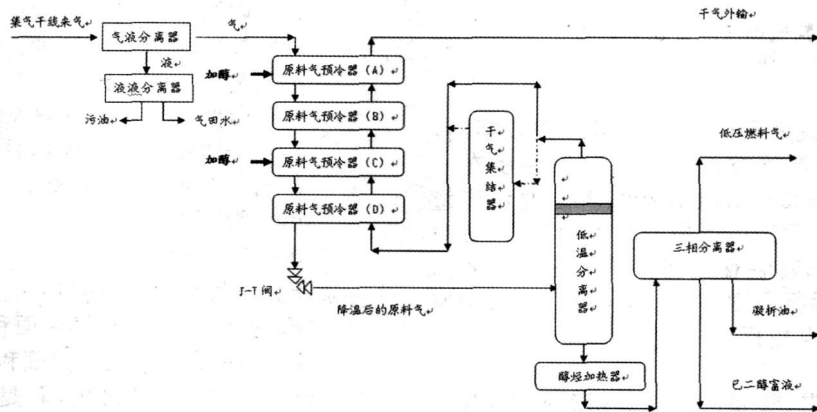 集气干线来气
气液分离器
气
干气外输
液
液液分离器
污油
气田水
加醇
原料气预冷器(A)
原料气预冷器(B)
加醇
原料气预冷器(C)
原料气预冷器(D)
干气集结器
低温分离器
低压燃料气
三相分离器
J-T 阀
降温后的原料气
凝析油
醇烃加热器
已二醇富液